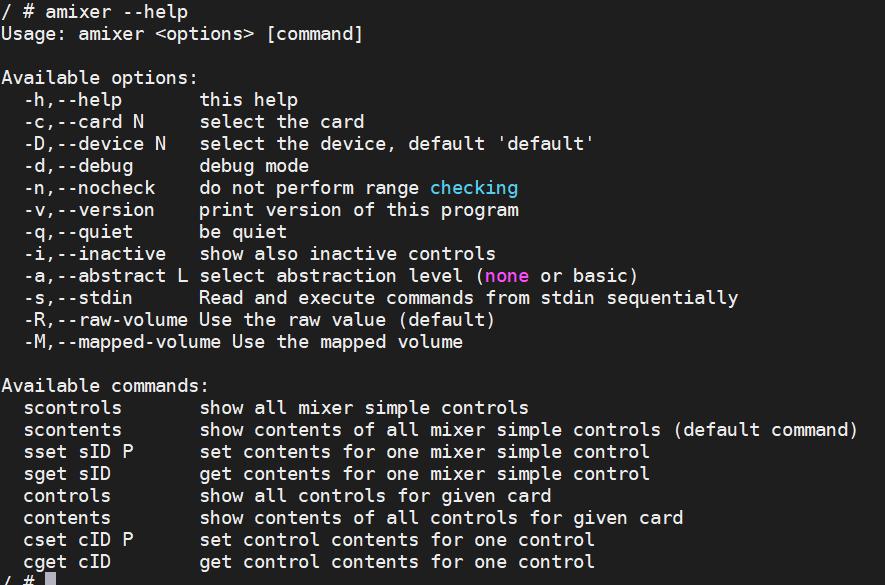 / # amixer --help
Usage: amixer <options> [command]

Available options:
  -h,--help       this help
  -c,--card N     select the card
  -D,--device N   select the device, default 'default'
  -d,--debug      debug mode
  -n,--nocheck    do not perform range checking
  -v,--version    print version of this program
  -q,--quiet      be quiet
  -i,--inactive   show also inactive controls
  -a,--abstract L select abstraction level (none or basic)
  -s,--stdin      Read and execute commands from stdin sequentially
  -R,--raw-volume Use the raw value (default)
  -M,--mapped-volume Use the mapped volume

Available commands:
  scontrols       show all mixer simple controls
  scontents       show contents of all mixer simple controls (default command)
  sset sID P      set contents for one mixer simple control
  sget sID        get contents for one mixer simple control
  controls        show all controls for given card
  contents        show contents of all controls for given card
  cset cID P      set control contents for one control
  cget cID        get control contents for one control
/ #